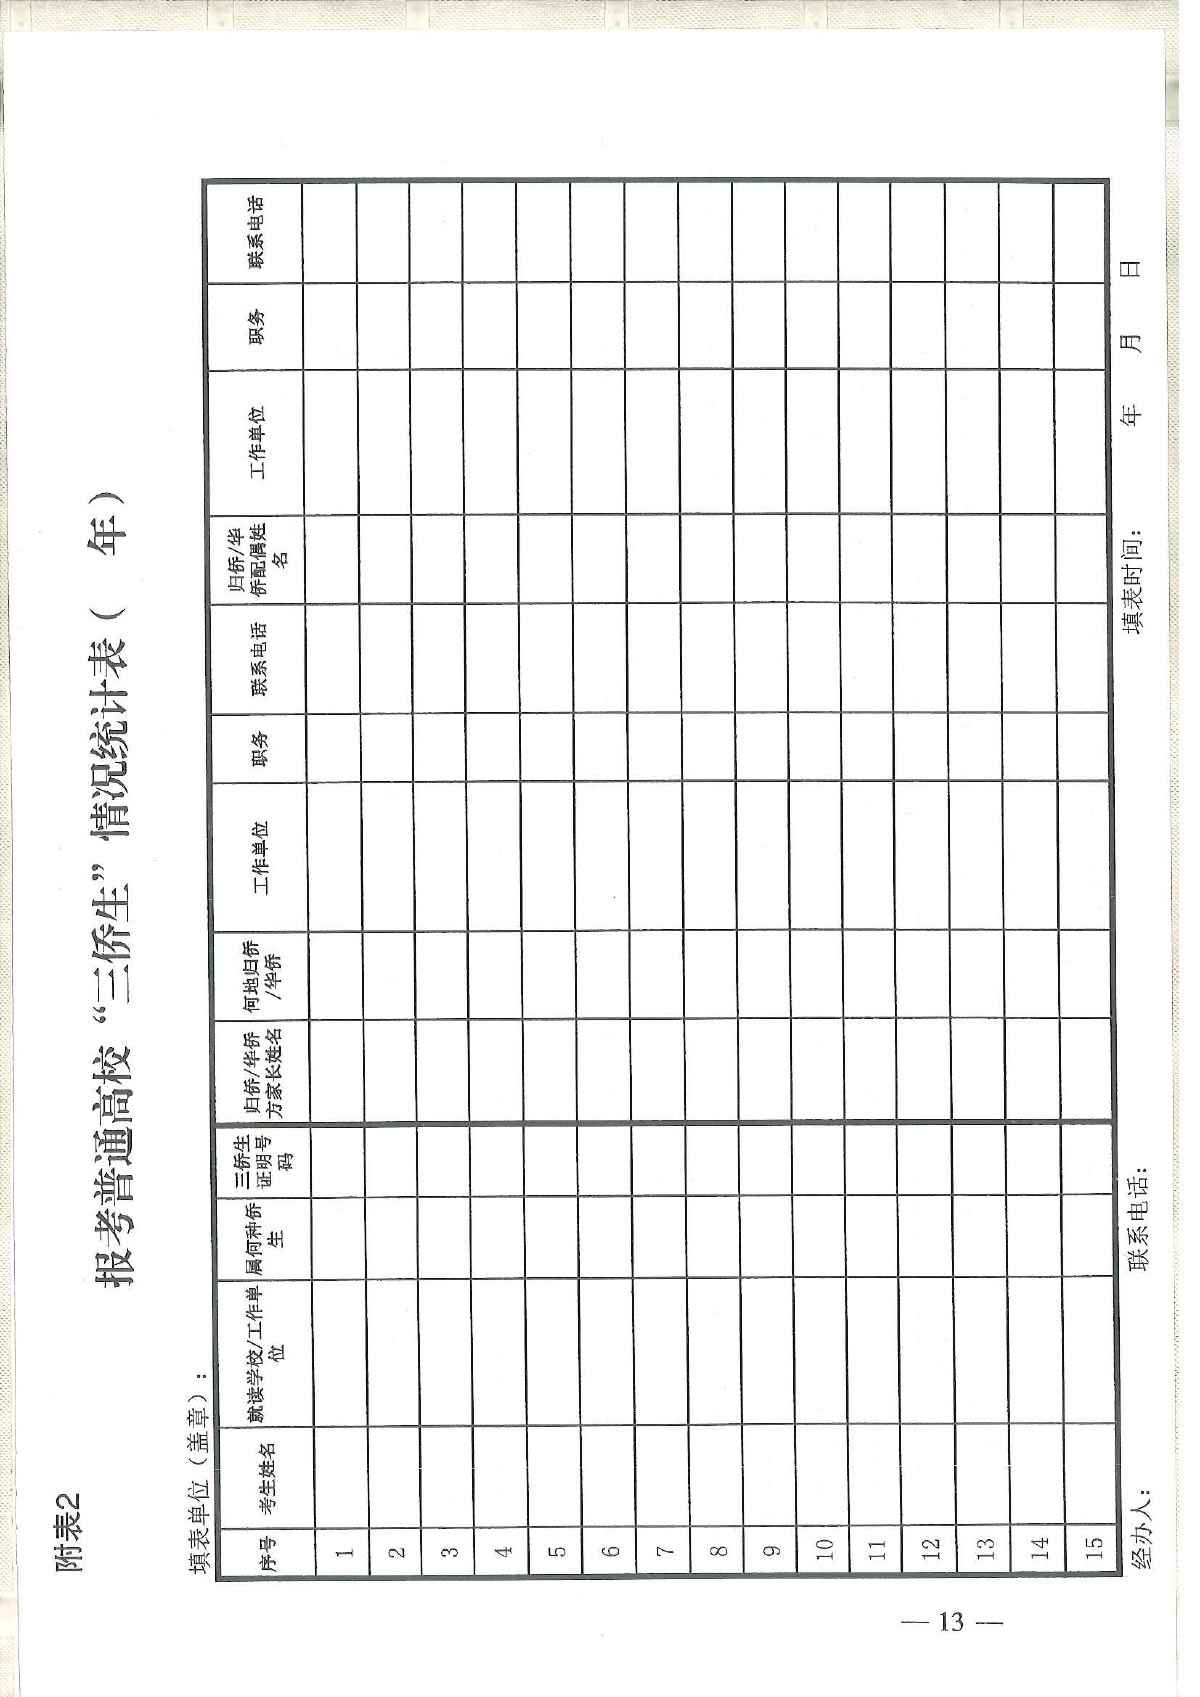 附表2
报考普通高校“三侨生”情况统计表（ 年）
填表单位（盖章）：
序号 考生姓名 就读学校/工作单位 属何种侨生 三侨生证明号码 归侨/华侨方家长姓名 何地归侨/华侨 工作单位 职务 联系电话 归侨/华侨配偶姓名 工作单位 职务 联系电话
1
2
3
4
5
6
7
8
9
10
11
12
13
14
15
经办人： 联系电话： 填表时间： 年 月 日
— 13 —